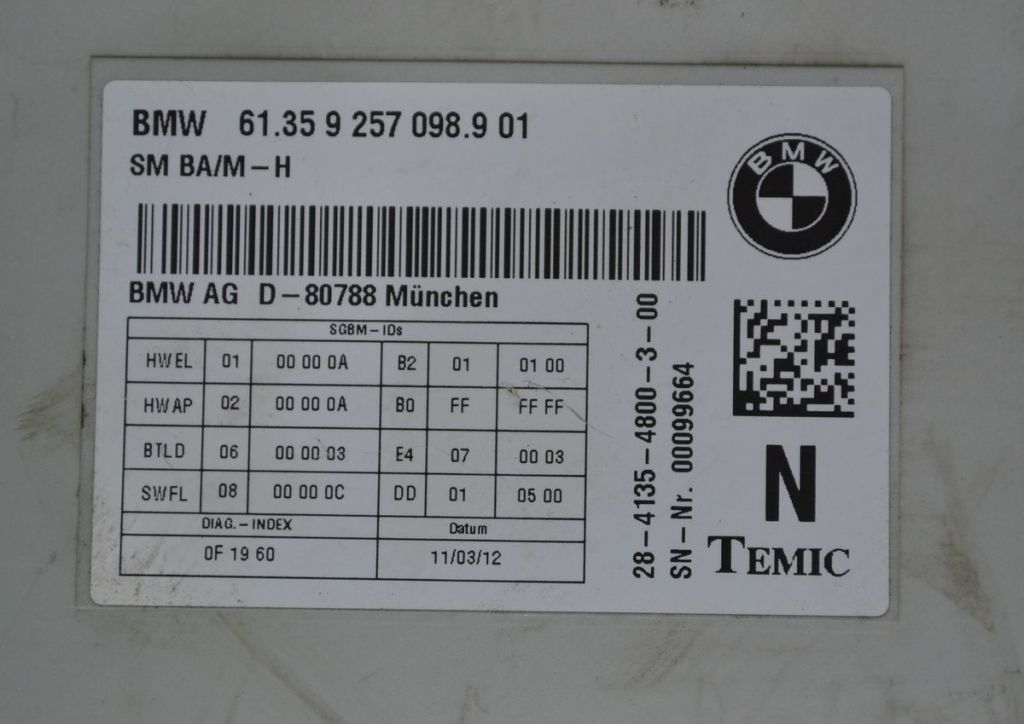 BMW 61.35 9 257 098.9 01
SM BA/M-H
BMW
BMW AG D-80788 München
SGBM-IDs
HWEL 01 00 00 0A B2 01 01 00
HWAP 02 00 00 0A B0 FF FF FF
BTLD 06 00 00 03 E4 07 00 03
SWFL 08 00 00 0C DD 01 05 00
DIAG.-INDEX Datum
0F 19 60 11/03/12
28-4135-4800-3-00
SN-Nr. 00099664
N
TEMIC